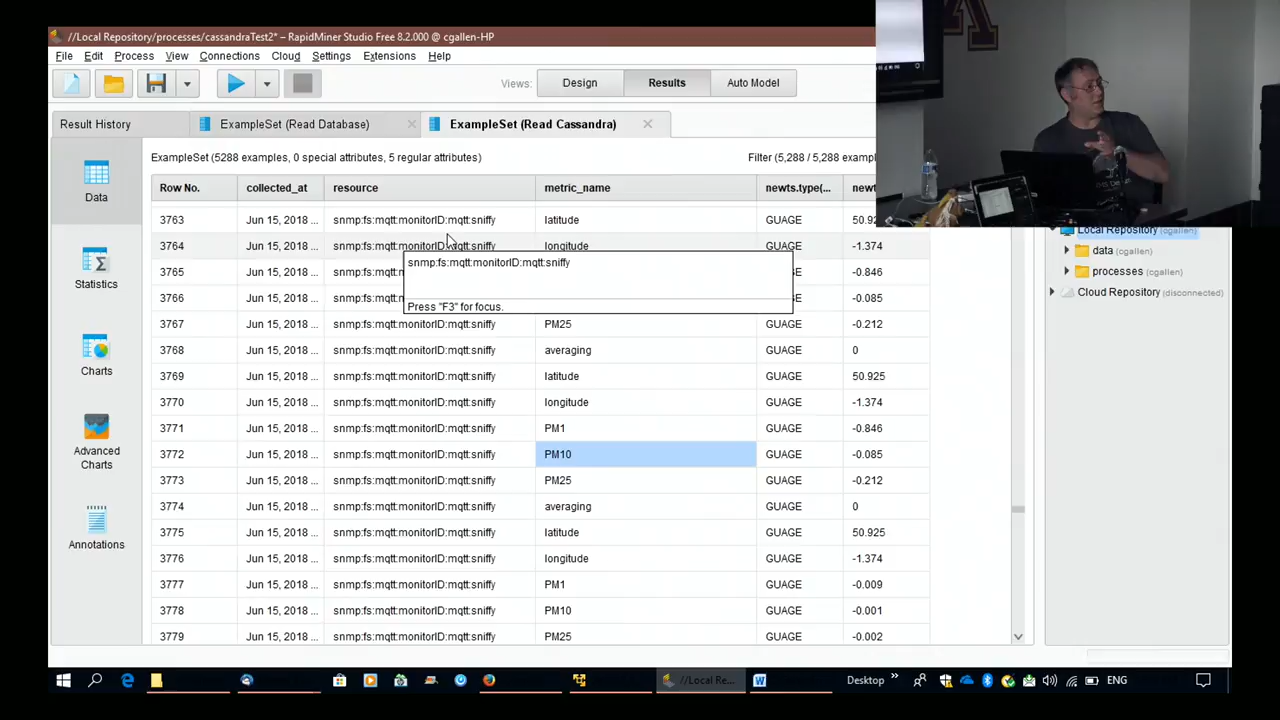 //Local Repository/processes/cassandraTest2* – RapidMiner Studio Free 8.2.000 @ cgallen-HP
File Edit Process View Connections Cloud Settings Extensions Help
Views: Design Results Auto Model
Result History ExampleSet (Read Database) ExampleSet (Read Cassandra)
ExampleSet (5288 examples, 0 special attributes, 5 regular attributes) Filter (5,288 / 5,288
Row No. collected_at resource metric_name newts.type(...
3763 Jun 15, 2018 ... snmp:fs:mqtt:monitorID:mqtt:sniffy latitude GUAGE
3764 Jun 15, 2018 ... snmp:fs:mqtt:monitorID:mqtt:sniffy longitude GUAGE -1.374
3765 Jun 15, 2018 ... GUAGE -0.846
3766 Jun 15, 2018 ... GUAGE -0.085
snmp:fs:mqtt:monitorID:mqtt:sniffy
Press "F3" for focus.
3767 Jun 15, 2018 ... snmp:fs:mqtt:monitorID:mqtt:sniffy PM25 GUAGE -0.212
3768 Jun 15, 2018 ... snmp:fs:mqtt:monitorID:mqtt:sniffy averaging GUAGE 0
3769 Jun 15, 2018 ... snmp:fs:mqtt:monitorID:mqtt:sniffy latitude GUAGE 50.925
3770 Jun 15, 2018 ... snmp:fs:mqtt:monitorID:mqtt:sniffy longitude GUAGE -1.374
3771 Jun 15, 2018 ... snmp:fs:mqtt:monitorID:mqtt:sniffy PM1 GUAGE -0.846
3772 Jun 15, 2018 ... snmp:fs:mqtt:monitorID:mqtt:sniffy PM10 GUAGE -0.085
3773 Jun 15, 2018 ... snmp:fs:mqtt:monitorID:mqtt:sniffy PM25 GUAGE -0.212
3774 Jun 15, 2018 ... snmp:fs:mqtt:monitorID:mqtt:sniffy averaging GUAGE 0
3775 Jun 15, 2018 ... snmp:fs:mqtt:monitorID:mqtt:sniffy latitude GUAGE 50.925
3776 Jun 15, 2018 ... snmp:fs:mqtt:monitorID:mqtt:sniffy longitude GUAGE -1.374
3777 Jun 15, 2018 ... snmp:fs:mqtt:monitorID:mqtt:sniffy PM1 GUAGE -0.009
3778 Jun 15, 2018 ... snmp:fs:mqtt:monitorID:mqtt:sniffy PM10 GUAGE -0.001
3779 Jun 15, 2018 ... snmp:fs:mqtt:monitorID:mqtt:sniffy PM25 GUAGE -0.002
Data
Statistics
Charts
Advanced
Charts
Annotations
Local Repository (cgallen)
data (cgallen)
processes (cgallen)
Cloud Repository (disconnected)
//Local Re... Desktop ENG